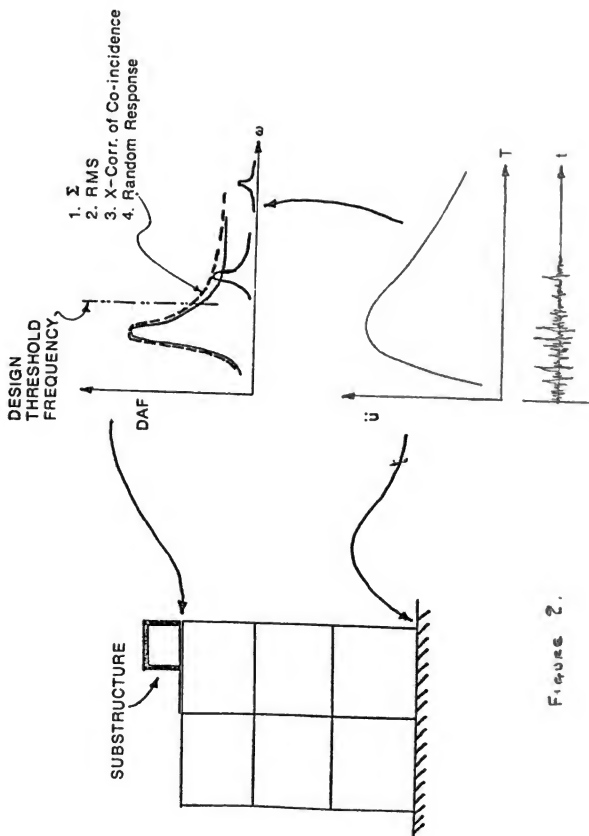 DESIGN
THRESHOLD
FREQUENCY
1. Σ
2. RMS
3. X-Corr. of Co-incidence
4. Random Response
DAF
ω
SUBSTRUCTURE
ü
T
t
FIGURE 2.